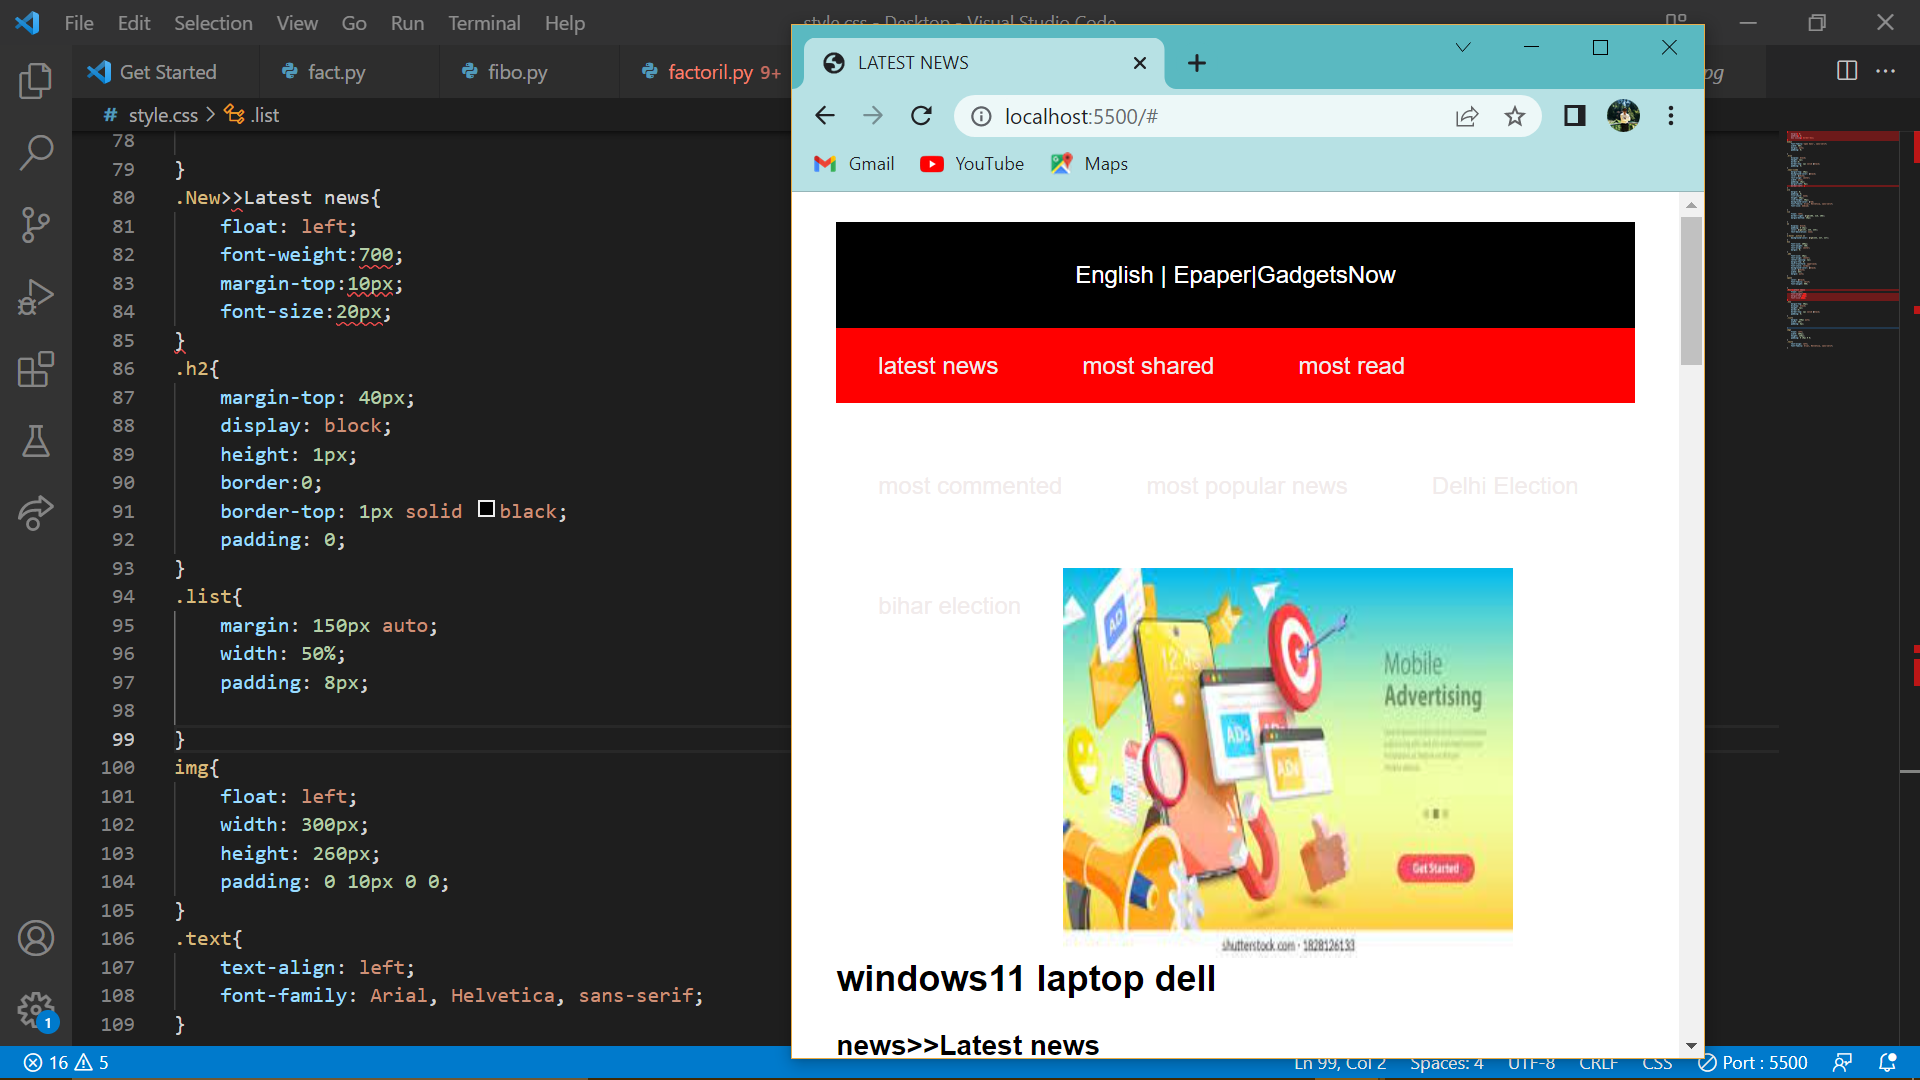 File Edit Selection View Go Run Terminal Help
style.css - Desktop - Visual Studio Code
Get Started fact.py fibo.py factoril.py 9+
# style.css > .list
78
79 }
80 .New>>Latest news{
81 float: left;
82 font-weight:700;
83 margin-top:10px;
84 font-size:20px;
85 }
86 .h2{
87 margin-top: 40px;
88 display: block;
89 height: 1px;
90 border:0;
91 border-top: 1px solid black;
92 padding: 0;
93 }
94 .list{
95 margin: 150px auto;
96 width: 50%;
97 padding: 8px;
98
99 }
100 img{
101 float: left;
102 width: 300px;
103 height: 260px;
104 padding: 0 10px 0 0;
105 }
106 .text{
107 text-align: left;
108 font-family: Arial, Helvetica, sans-serif;
109 }
1
16 5
Ln 99, Col 2 Spaces: 4 UTF-8 CRLF CSS Port : 5500
LATEST NEWS
localhost:5500/#
Gmail YouTube Maps
English | Epaper|GadgetsNow
latest news most shared most read
most commented most popular news Delhi Election
bihar election
AD
ADs
ADs
Mobile
Advertising
Get Started
shutterstock.com · 1828126133
windows11 laptop dell
news>>Latest news